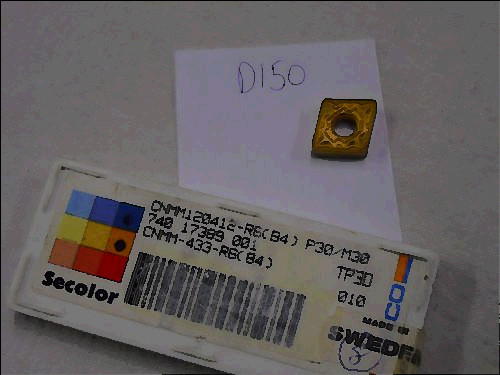 D150
CNMM120412-R6(B4) P30/M30
740 17389 001
CNMM-433-R6(B4)
TP30
010
Secolor
MADE IN
SWEDEN